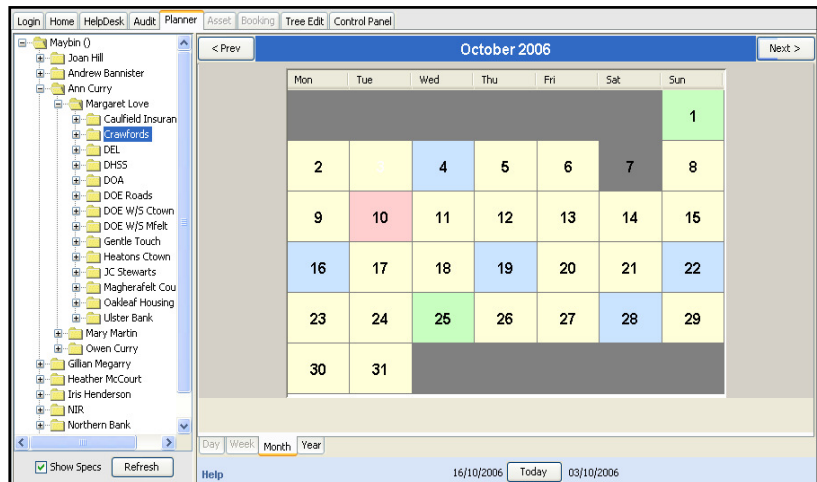 Login Home HelpDesk Audit Planner Asset Booking Tree Edit Control Panel
Maybin ()
Joan Hill
Andrew Bannister
Ann Curry
Margaret Love
Caulfield Insuran
Crawfords
DEL
DHSS
DOA
DOE Roads
DOE W/S Ctown
DOE W/S Mfelt
Gentle Touch
Heatons Ctown
JC Stewarts
Magherafelt Cou
Oakleaf Housing
Ulster Bank
Mary Martin
Owen Curry
Gillian Megarry
Heather McCourt
Iris Henderson
NIR
Northern Bank
Show Specs Refresh
< Prev October 2006 Next >
Mon Tue Wed Thu Fri Sat Sun
1
2 3 4 5 6 7 8
9 10 11 12 13 14 15
16 17 18 19 20 21 22
23 24 25 26 27 28 29
30 31
Day Week Month Year
Help 16/10/2006 Today 03/10/2006